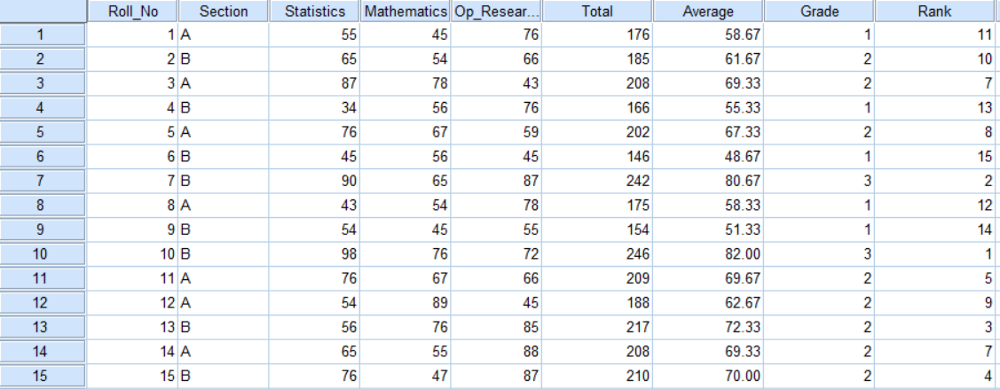 Roll_No Section Statistics Mathematics Op_Resear... Total Average Grade Rank
1 1 A 55 45 76 176 58.67 1 11
2 2 B 65 54 66 185 61.67 2 10
3 3 A 87 78 43 208 69.33 2 7
4 4 B 34 56 76 166 55.33 1 13
5 5 A 76 67 59 202 67.33 2 8
6 6 B 45 56 45 146 48.67 1 15
7 7 B 90 65 87 242 80.67 3 2
8 8 A 43 54 78 175 58.33 1 12
9 9 B 54 45 55 154 51.33 1 14
10 10 B 98 76 72 246 82.00 3 1
11 11 A 76 67 66 209 69.67 2 5
12 12 A 54 89 45 188 62.67 2 9
13 13 B 56 76 85 217 72.33 2 3
14 14 A 65 55 88 208 69.33 2 7
15 15 B 76 47 87 210 70.00 2 4